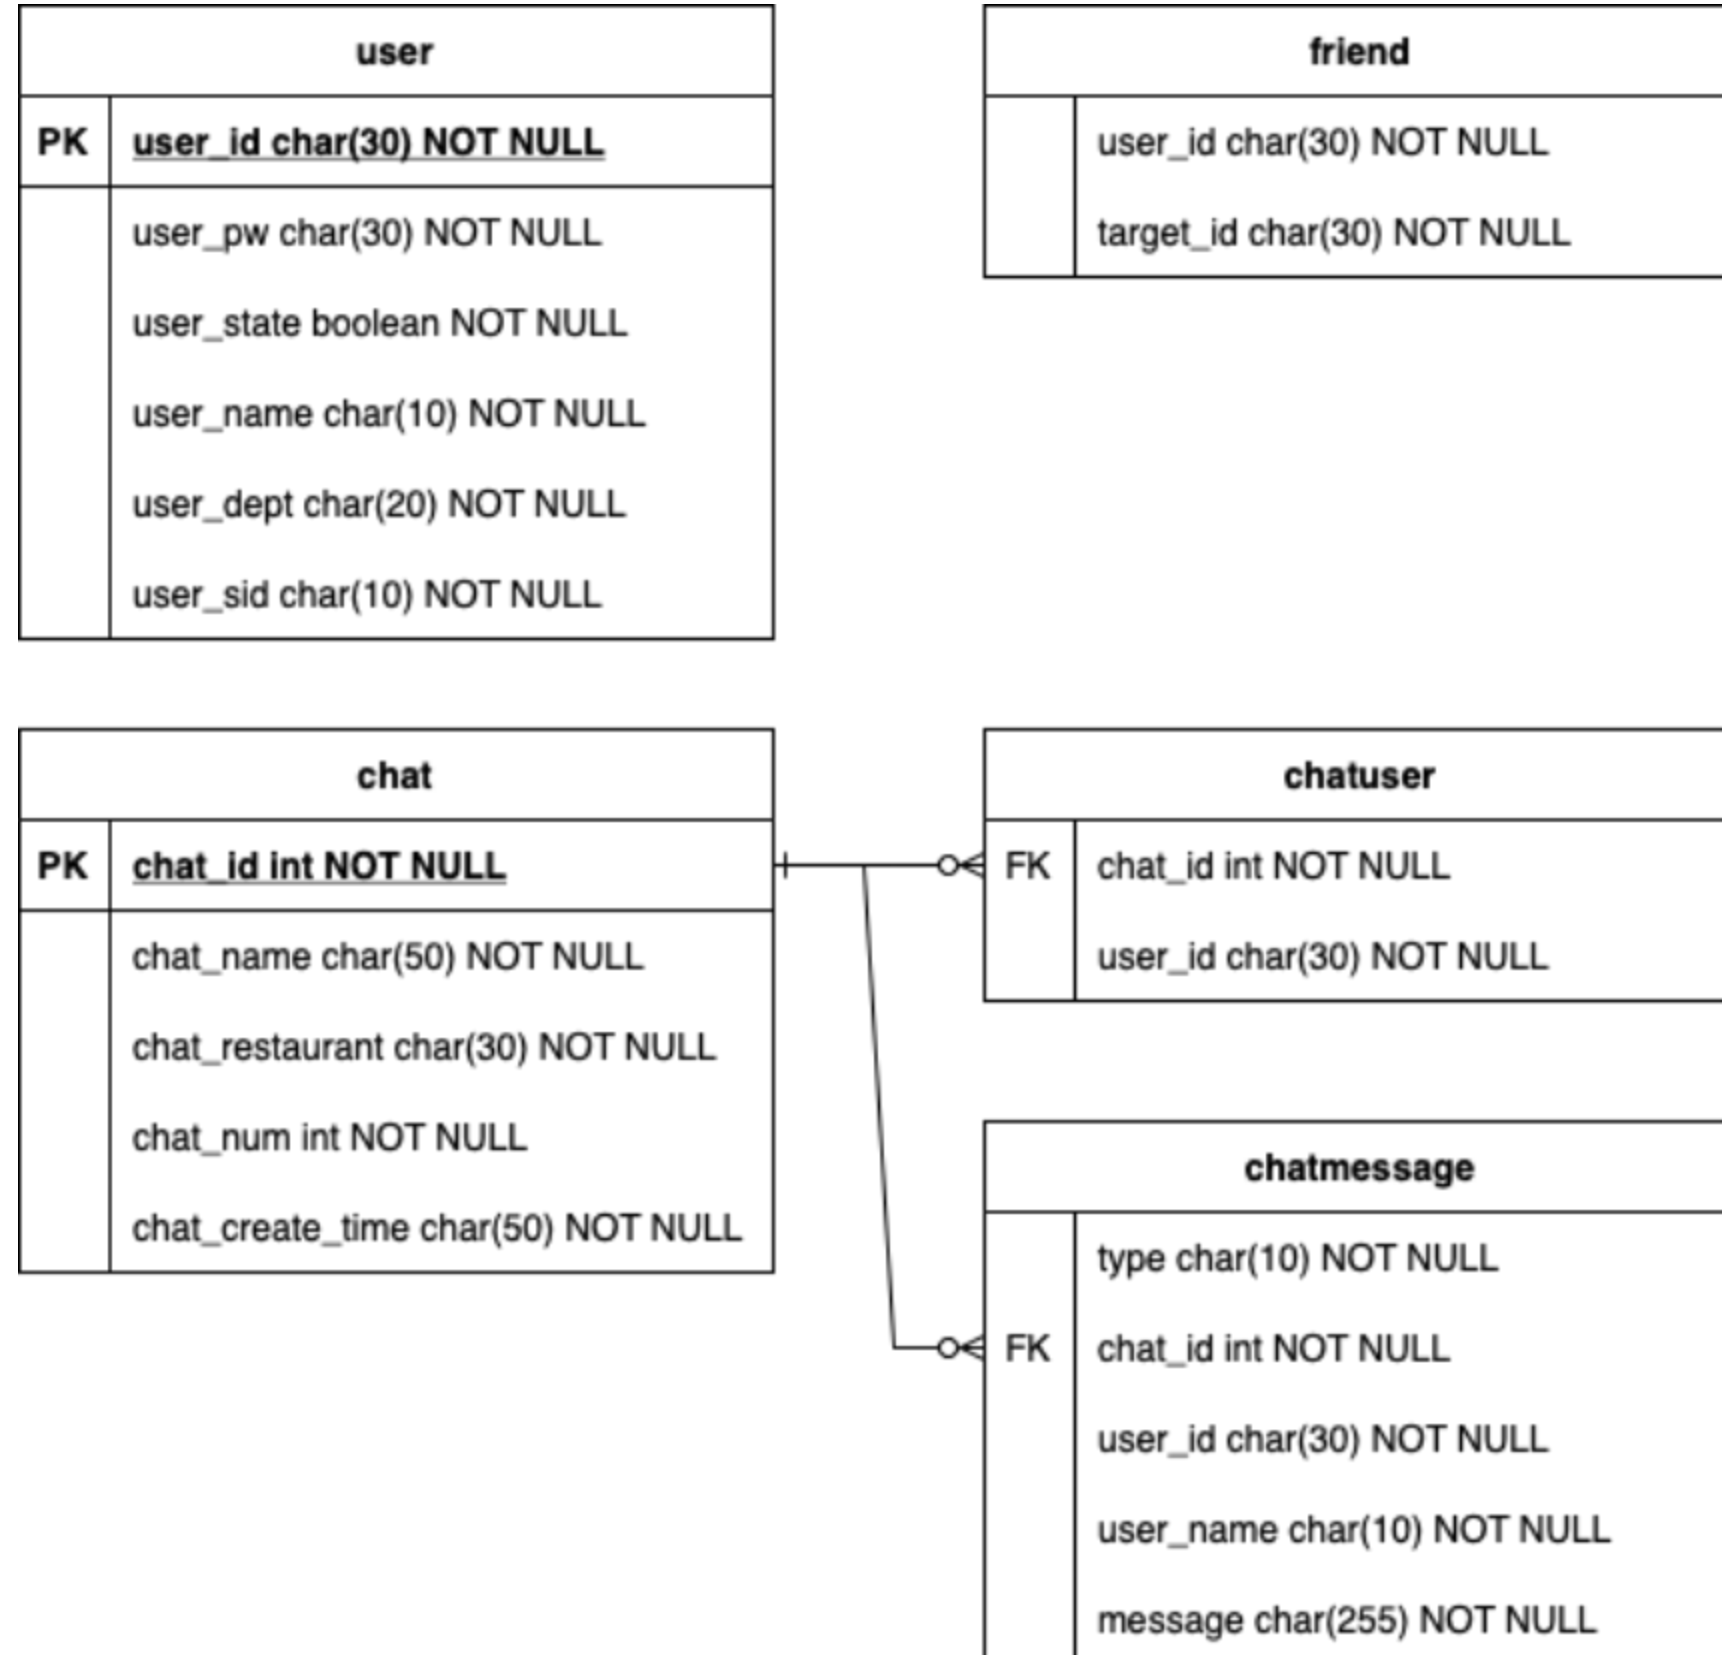 user
PK user_id char(30) NOT NULL
user_pw char(30) NOT NULL
user_state boolean NOT NULL
user_name char(10) NOT NULL
user_dept char(20) NOT NULL
user_sid char(10) NOT NULL
friend
user_id char(30) NOT NULL
target_id char(30) NOT NULL
chat
PK chat_id int NOT NULL
chat_name char(50) NOT NULL
chat_restaurant char(30) NOT NULL
chat_num int NOT NULL
chat_create_time char(50) NOT NULL
chatuser
FK chat_id int NOT NULL
user_id char(30) NOT NULL
chatmessage
type char(10) NOT NULL
FK chat_id int NOT NULL
user_id char(30) NOT NULL
user_name char(10) NOT NULL
message char(255) NOT NULL